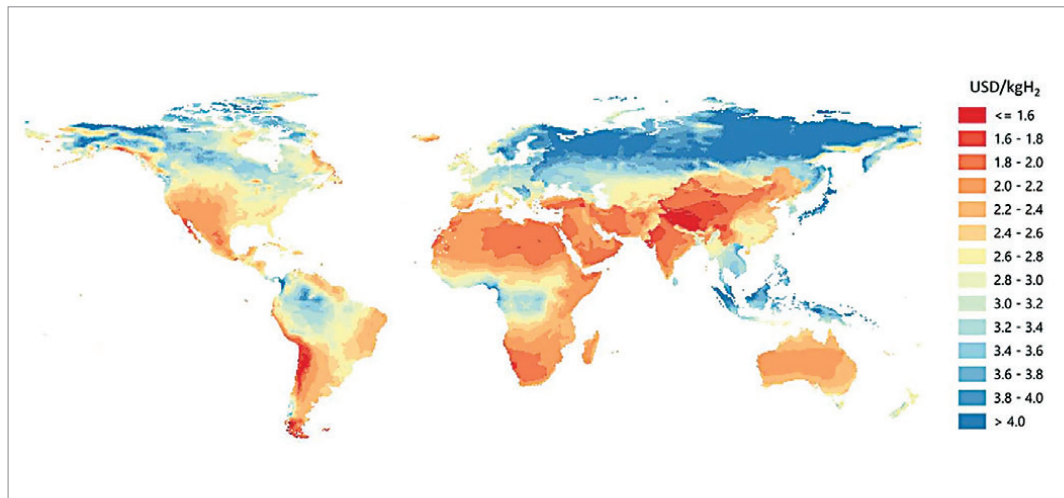 USD/kgH₂
<= 1.6
1.6 - 1.8
1.8 - 2.0
2.0 - 2.2
2.2 - 2.4
2.4 - 2.6
2.6 - 2.8
2.8 - 3.0
3.0 - 3.2
3.2 - 3.4
3.4 - 3.6
3.6 - 3.8
3.8 - 4.0
> 4.0